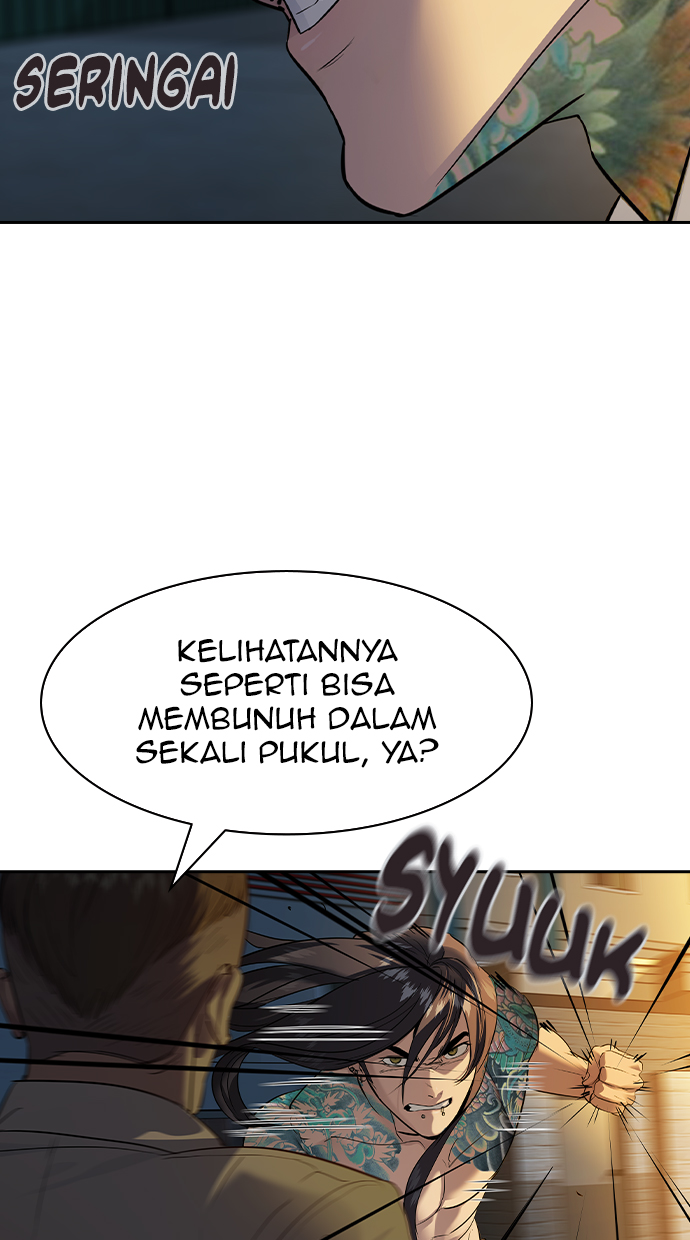 SERINGAI
KELIHATANNYA
SEPERTI BISA
MEMBUNUH DALAM
SEKALI PUKUL, YA?
SYUUK